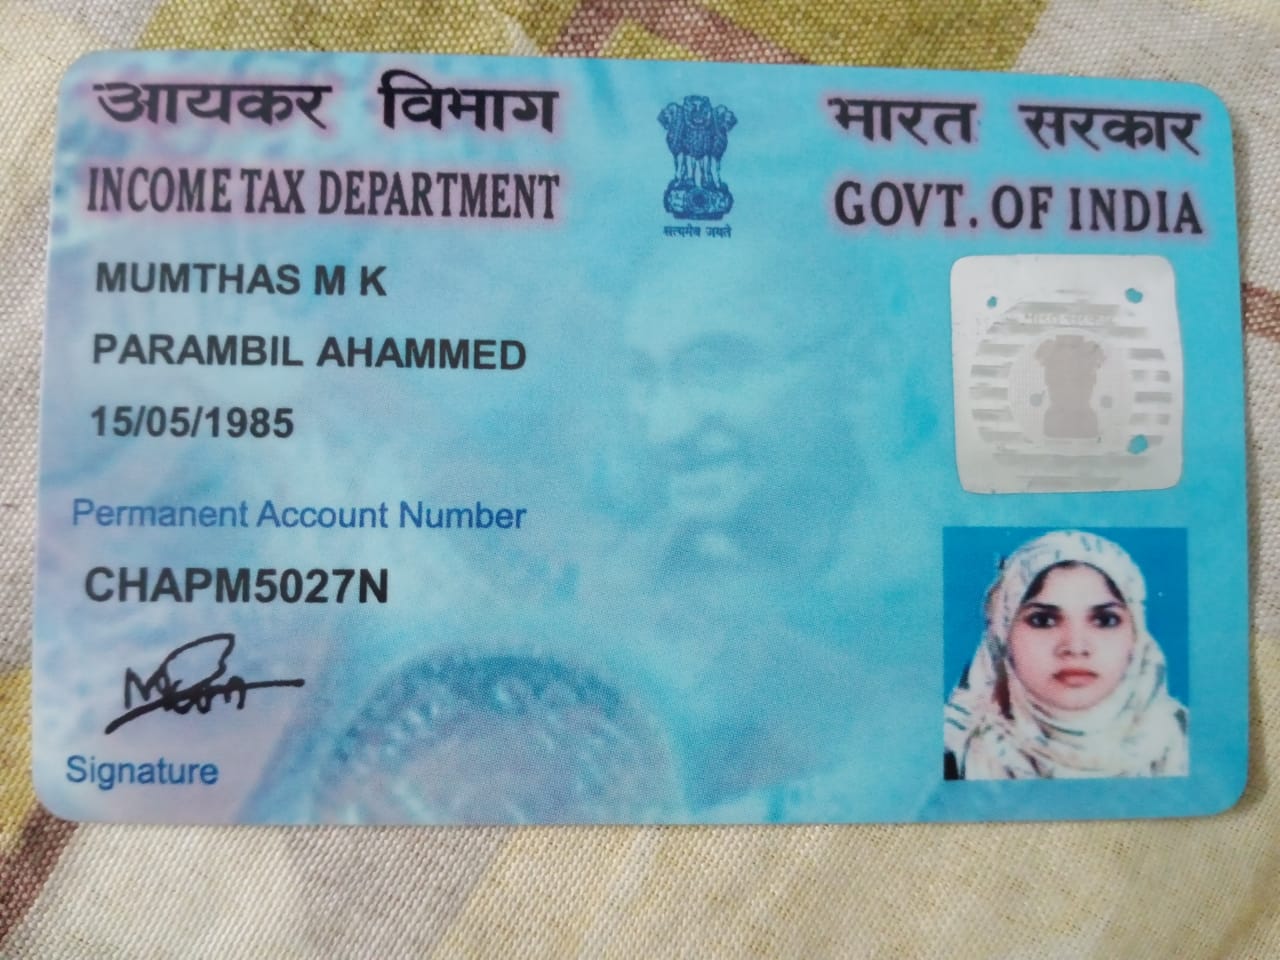 आयकर विभाग
INCOME TAX DEPARTMENT
भारत सरकार
GOVT. OF INDIA
सत्यमेव जयते
MUMTHAS M K
PARAMBIL AHAMMED
15/05/1985
Permanent Account Number
CHAPM5027N
Signature